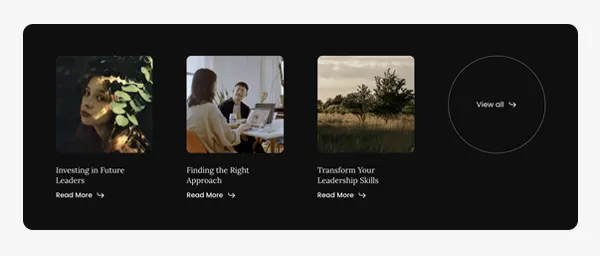 View all
Investing in Future
Leaders
Read More
Finding the Right
Approach
Read More
Transform Your
Leadership Skills
Read More